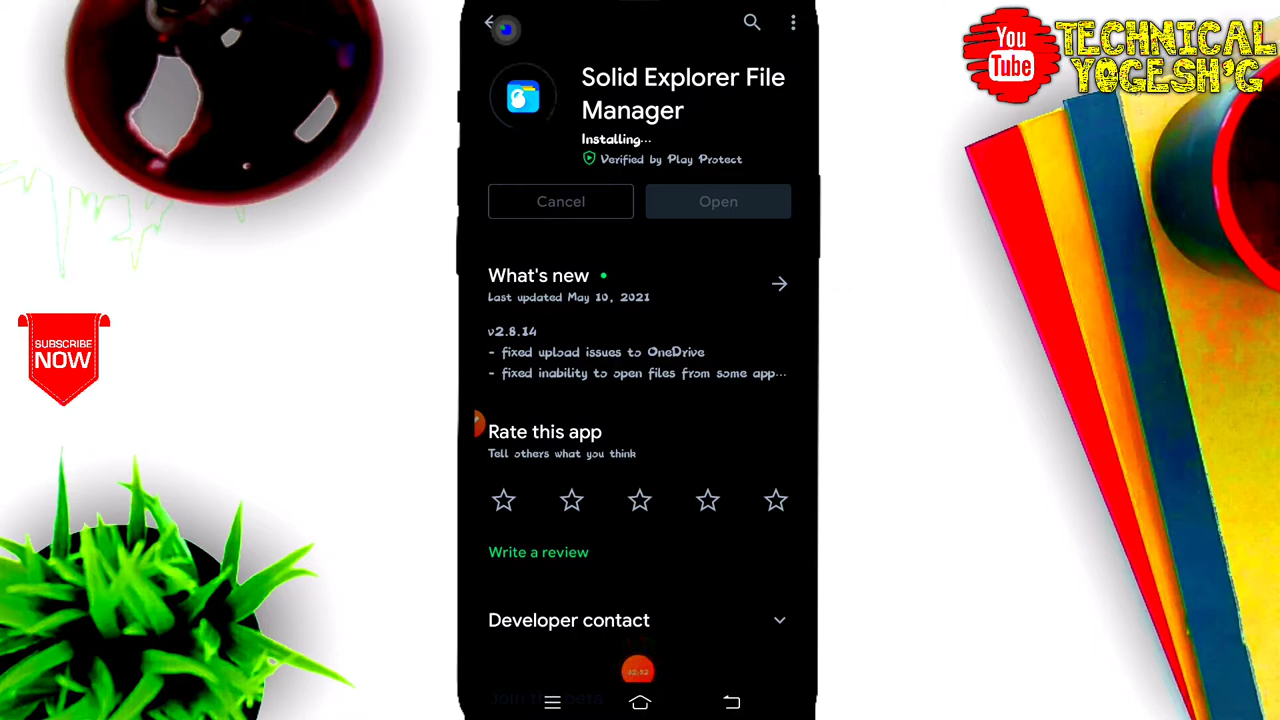 You
Tube
TECHNICAL
YOGESH'G
Solid Explorer File
Manager
Installing...
Verified by Play Protect
Cancel
Open
What's new
Last updated May 10, 2021
v2.8.14
- fixed upload issues to OneDrive
- fixed inability to open files from some app...
SUBSCRIBE
NOW
Rate this app
Tell others what you think
Write a review
Developer contact
02:52